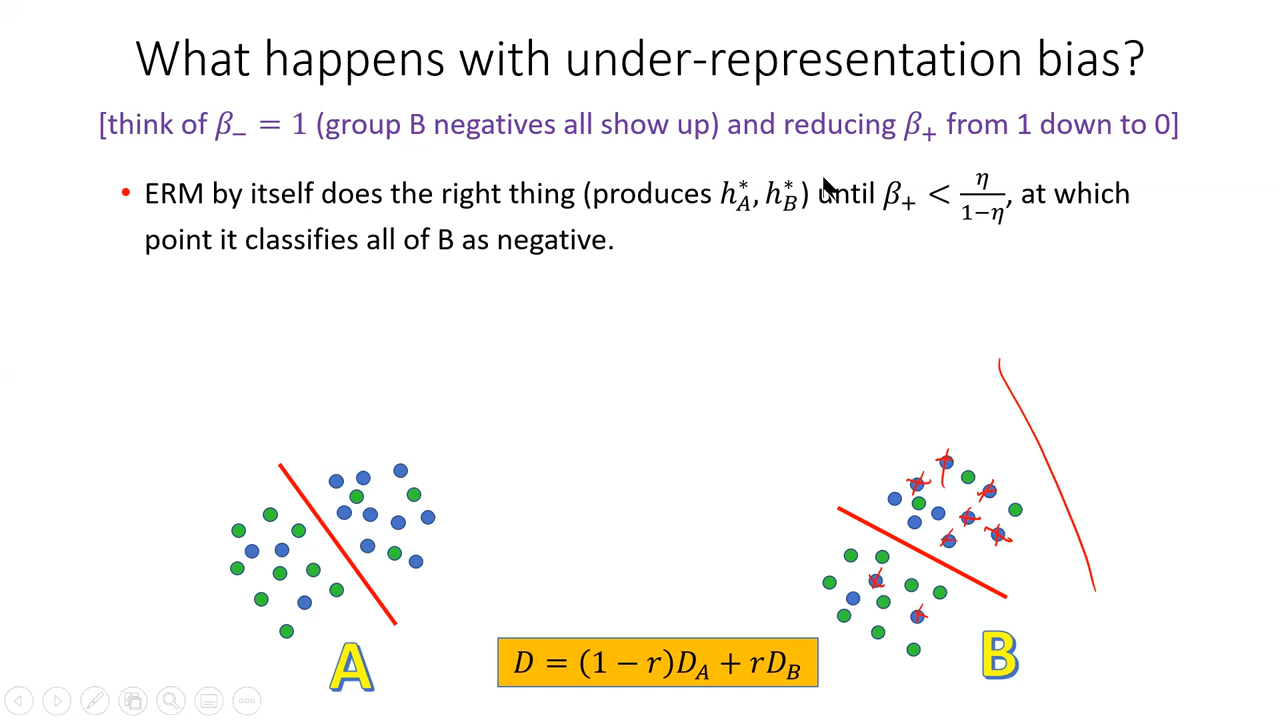 What happens with under-representation bias?
[think of β₋ = 1 (group B negatives all show up) and reducing β₊ from 1 down to 0]
• ERM by itself does the right thing (produces h*_A, h*_B) until β₊ < η/(1−η), at which
point it classifies all of B as negative.
A
D = (1 − r)D_A + rD_B
B